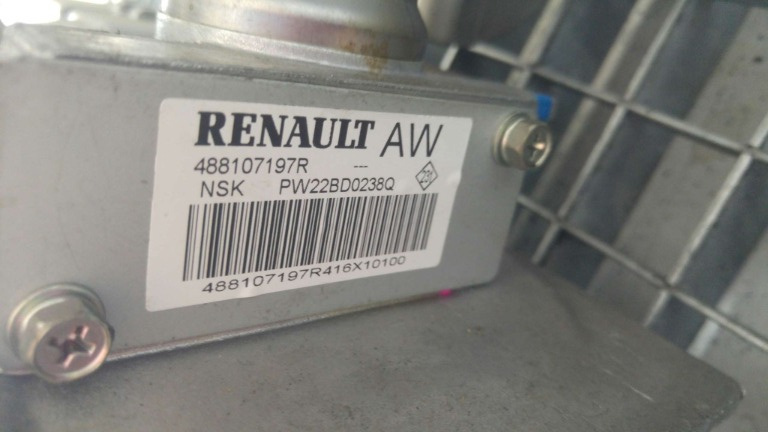 RENAULT AW
488107197R ---
NSK PW22BD0238Q
488107197R416X10100